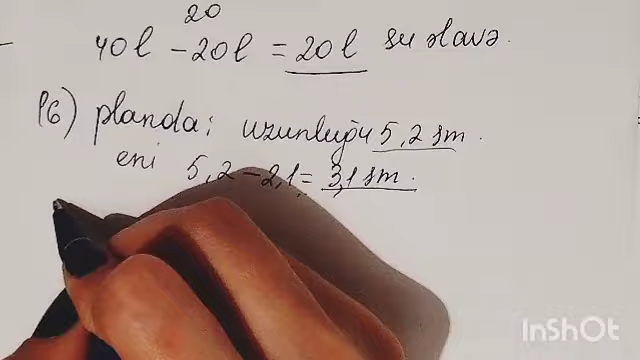 20
40l - 20l = 20l su əlavə.
16) planda: uzunluğu 5,2 sm.
eni 5,2 - 2,1 = 3,1 sm.
InShOt